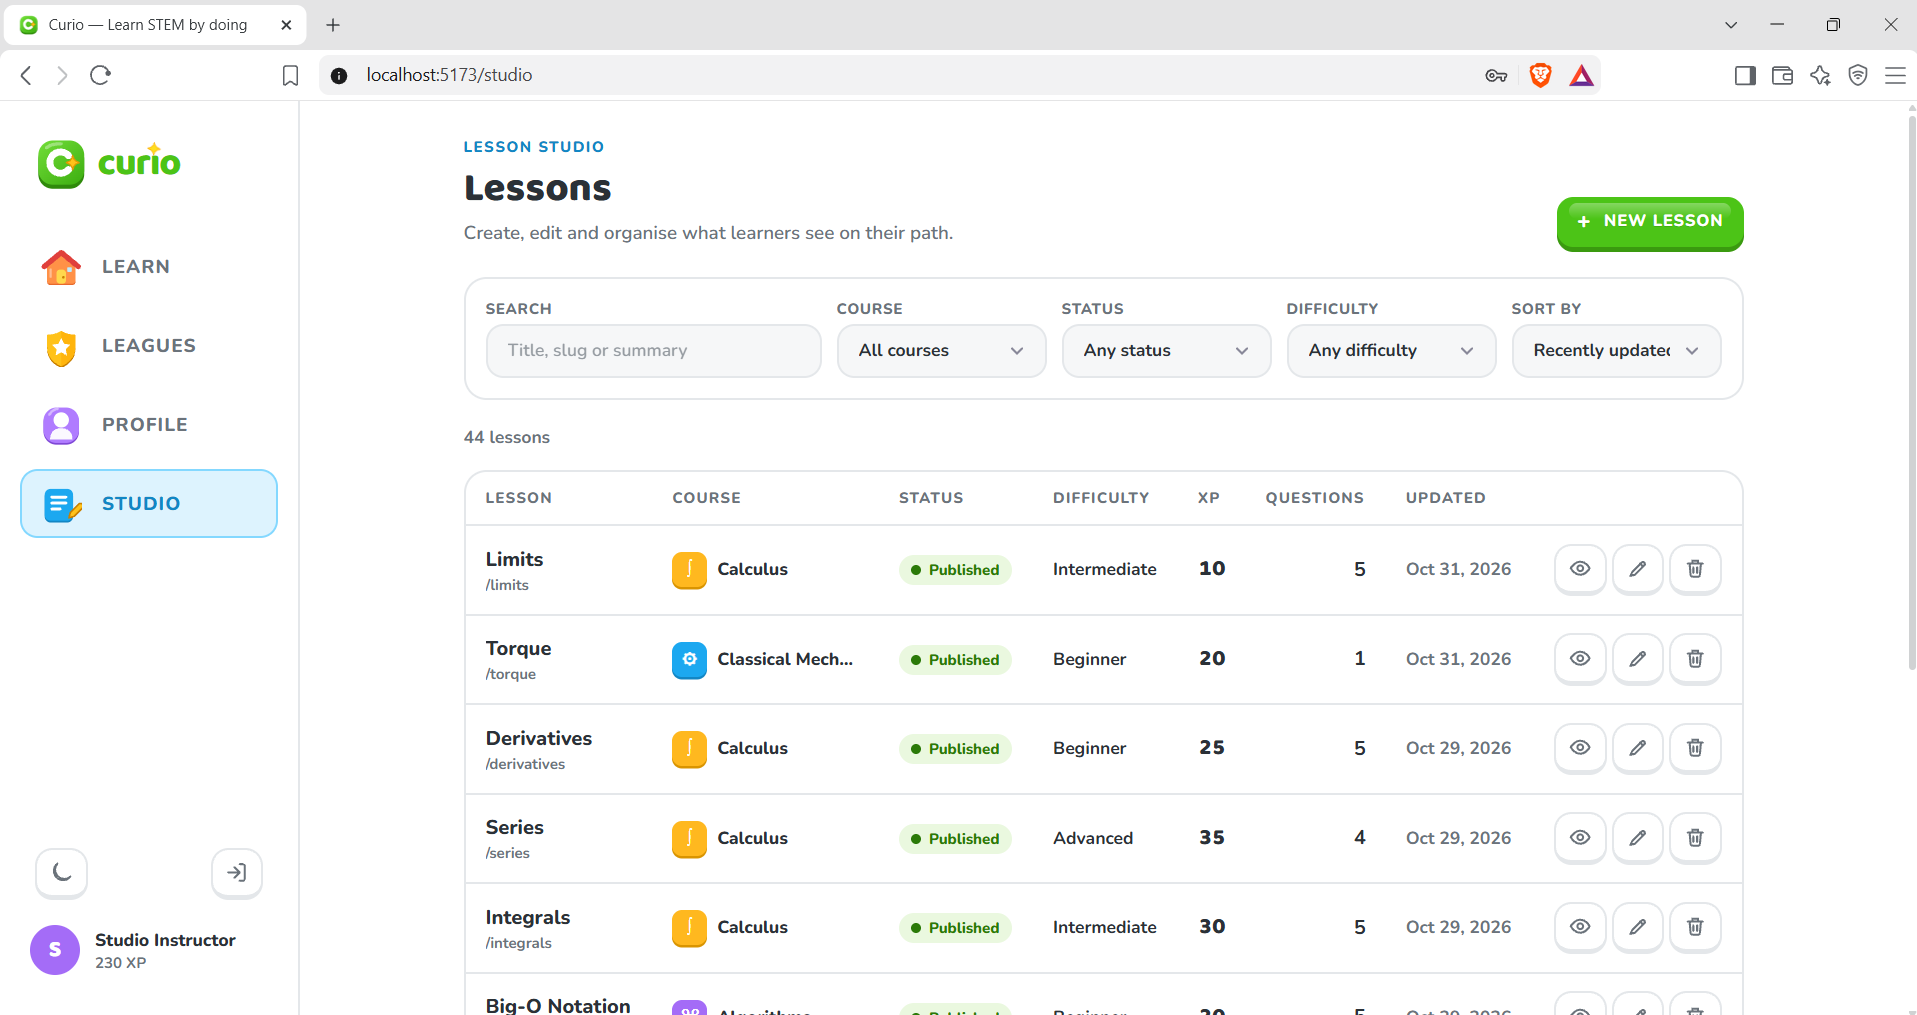 Curio — Learn STEM by doing
localhost:5173/studio
curio
LEARN
LEAGUES
PROFILE
STUDIO
S
Studio Instructor
230 XP
LESSON STUDIO
Lessons
Create, edit and organise what learners see on their path.
+ NEW LESSON
SEARCH COURSE STATUS DIFFICULTY SORT BY
Title, slug or summary All courses Any status Any difficulty Recently updated
44 lessons
LESSON COURSE STATUS DIFFICULTY XP QUESTIONS UPDATED
Limits
/limits
∫ Calculus Published Intermediate 10 5 Oct 31, 2026
Torque
/torque
Classical Mech... Published Beginner 20 1 Oct 31, 2026
Derivatives
/derivatives
∫ Calculus Published Beginner 25 5 Oct 29, 2026
Series
/series
∫ Calculus Published Advanced 35 4 Oct 29, 2026
Integrals
/integrals
∫ Calculus Published Intermediate 30 5 Oct 29, 2026
Big-O Notation